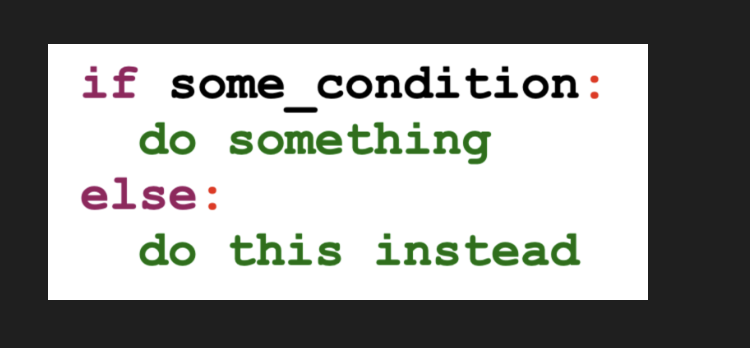 if some_condition:
  do something
else:
  do this instead